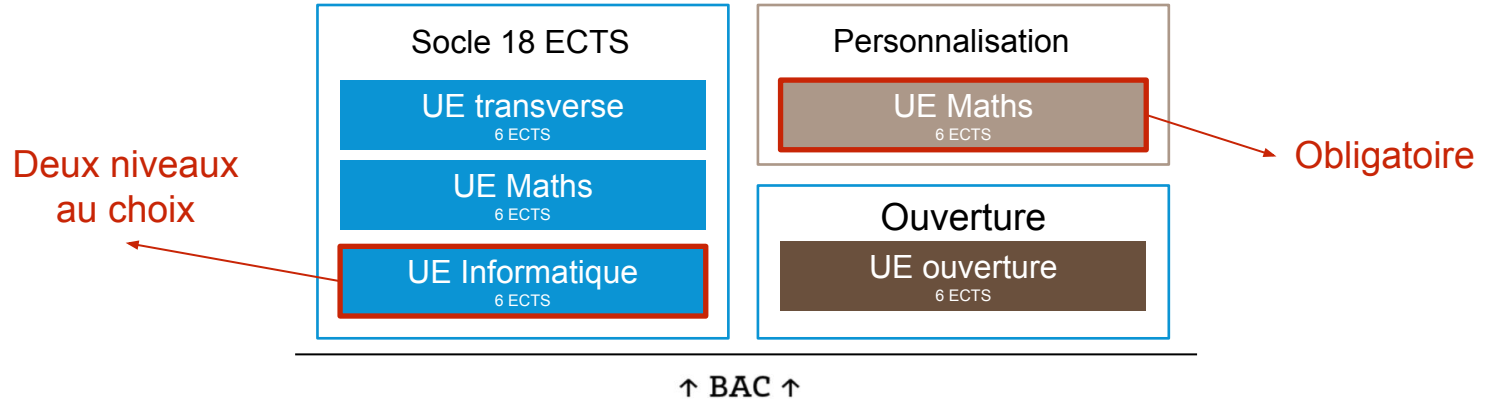 Socle 18 ECTS
UE transverse
6 ECTS
UE Maths
6 ECTS
UE Informatique
6 ECTS
Deux niveaux
au choix
Personnalisation
UE Maths
6 ECTS
Obligatoire
Ouverture
UE ouverture
6 ECTS
↑ BAC ↑